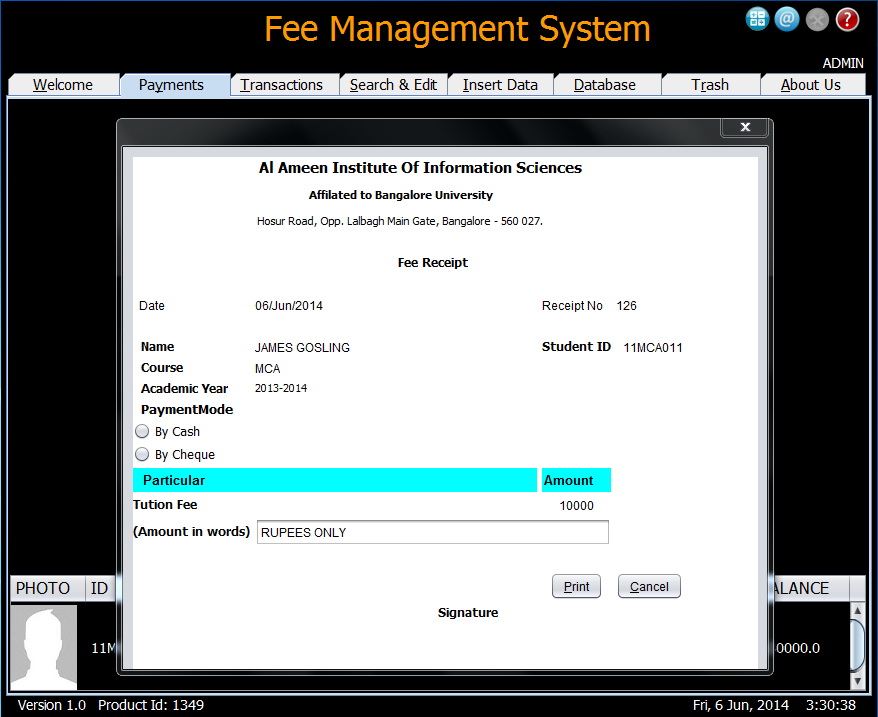 Fee Management System
ADMIN
Welcome Payments Transactions Search & Edit Insert Data Database Trash About Us
x
Al Ameen Institute Of Information Sciences
Affilated to Bangalore University
Hosur Road, Opp. Lalbagh Main Gate, Bangalore - 560 027.
Fee Receipt
Date 06/Jun/2014 Receipt No 126
Name JAMES GOSLING Student ID 11MCA011
Course MCA
Academic Year 2013-2014
PaymentMode
By Cash
By Cheque
Particular Amount
Tution Fee 10000
(Amount in words) RUPEES ONLY
Print Cancel
PHOTO ID ALANCE
Signature
11M 0000.0
Version 1.0 Product Id: 1349 Fri, 6 Jun, 2014 3:30:38